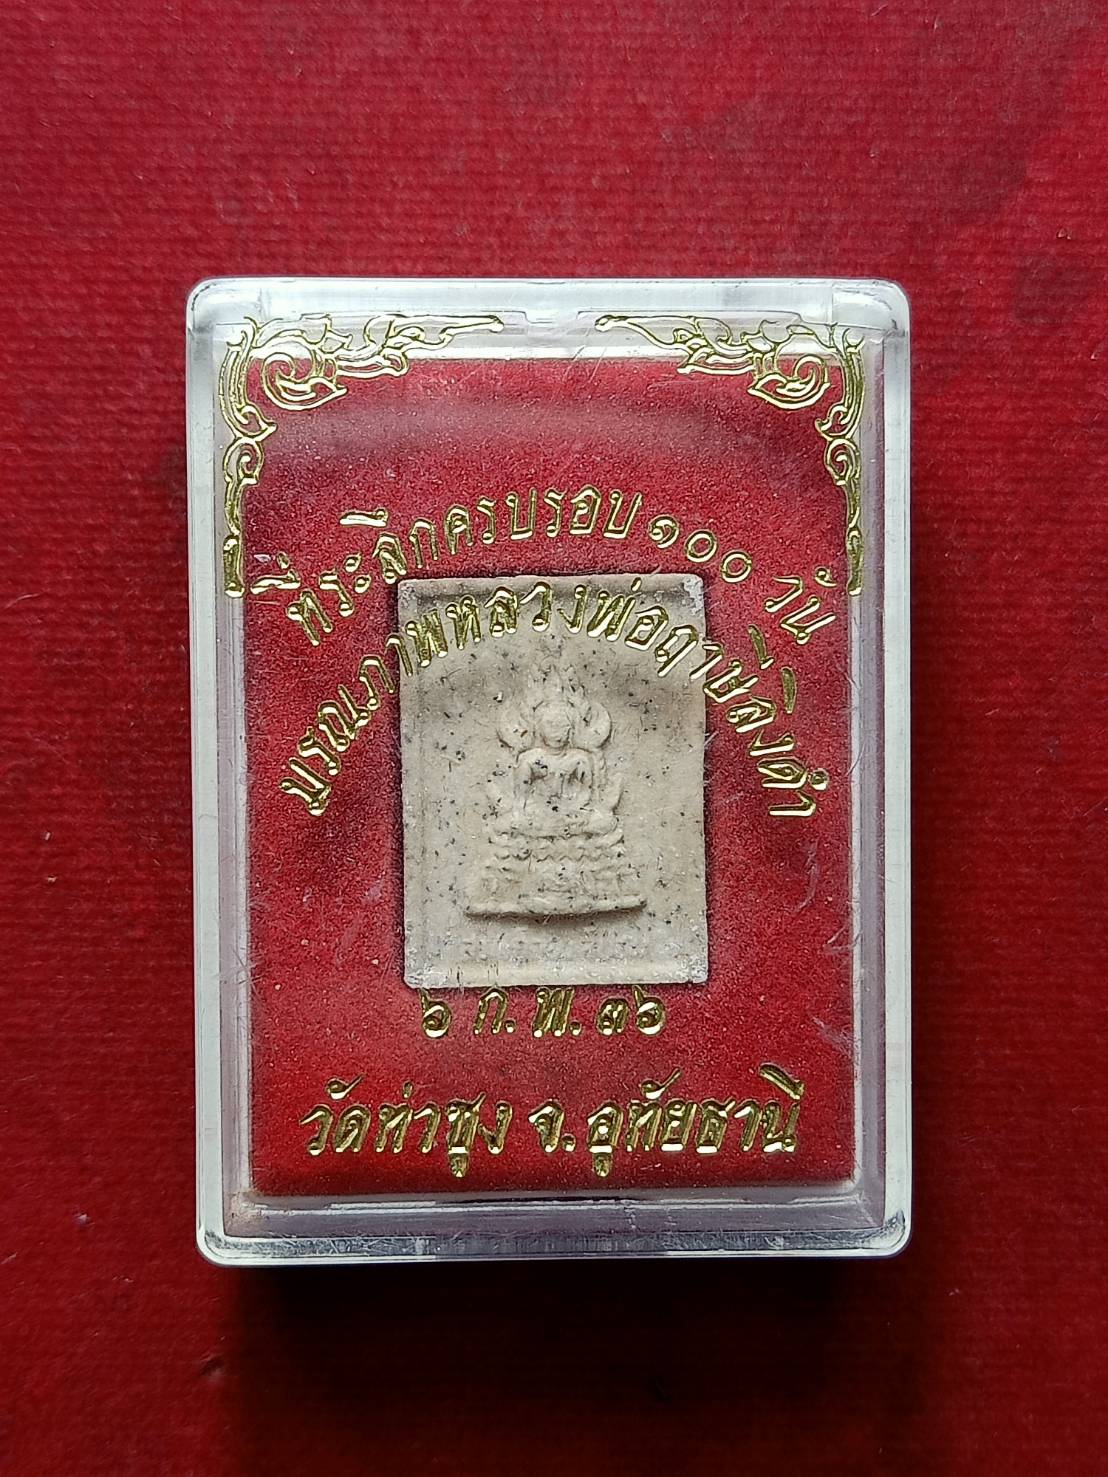 ที่ระลึกครบรอบ ๑๐๐ วัน
มรณภาพหลวงพ่อฤาษีลิงดำ
๖ ก.พ. ๓๖
วัดท่าซุง จ.อุทัยธานี